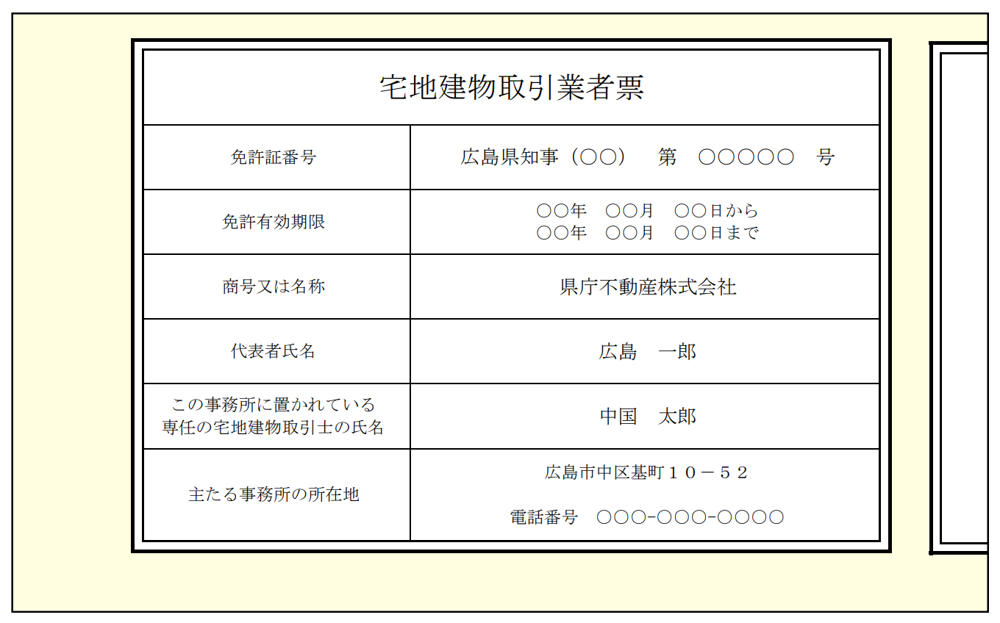 宅地建物取引業者票
免許証番号
広島県知事（○○）　第　○○○○○　号
免許有効期限
○○年　○○月　○○日から
○○年　○○月　○○日まで
商号又は名称
県庁不動産株式会社
代表者氏名
広島　一郎
この事務所に置かれている
専任の宅地建物取引士の氏名
中国　太郎
主たる事務所の所在地
広島市中区基町１０－５２
電話番号　○○○-○○○-○○○○